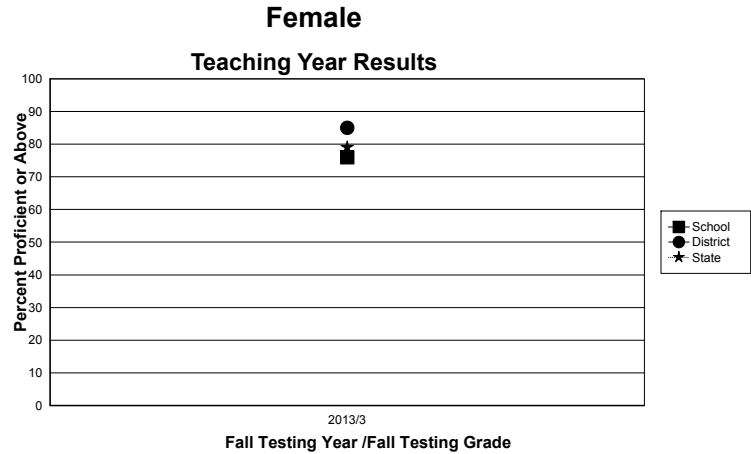 Female
Teaching Year Results
Percent Proficient or Above
100
90
80
70
60
50
40
30
20
10
0
2013/3
Fall Testing Year /Fall Testing Grade
School
District
State